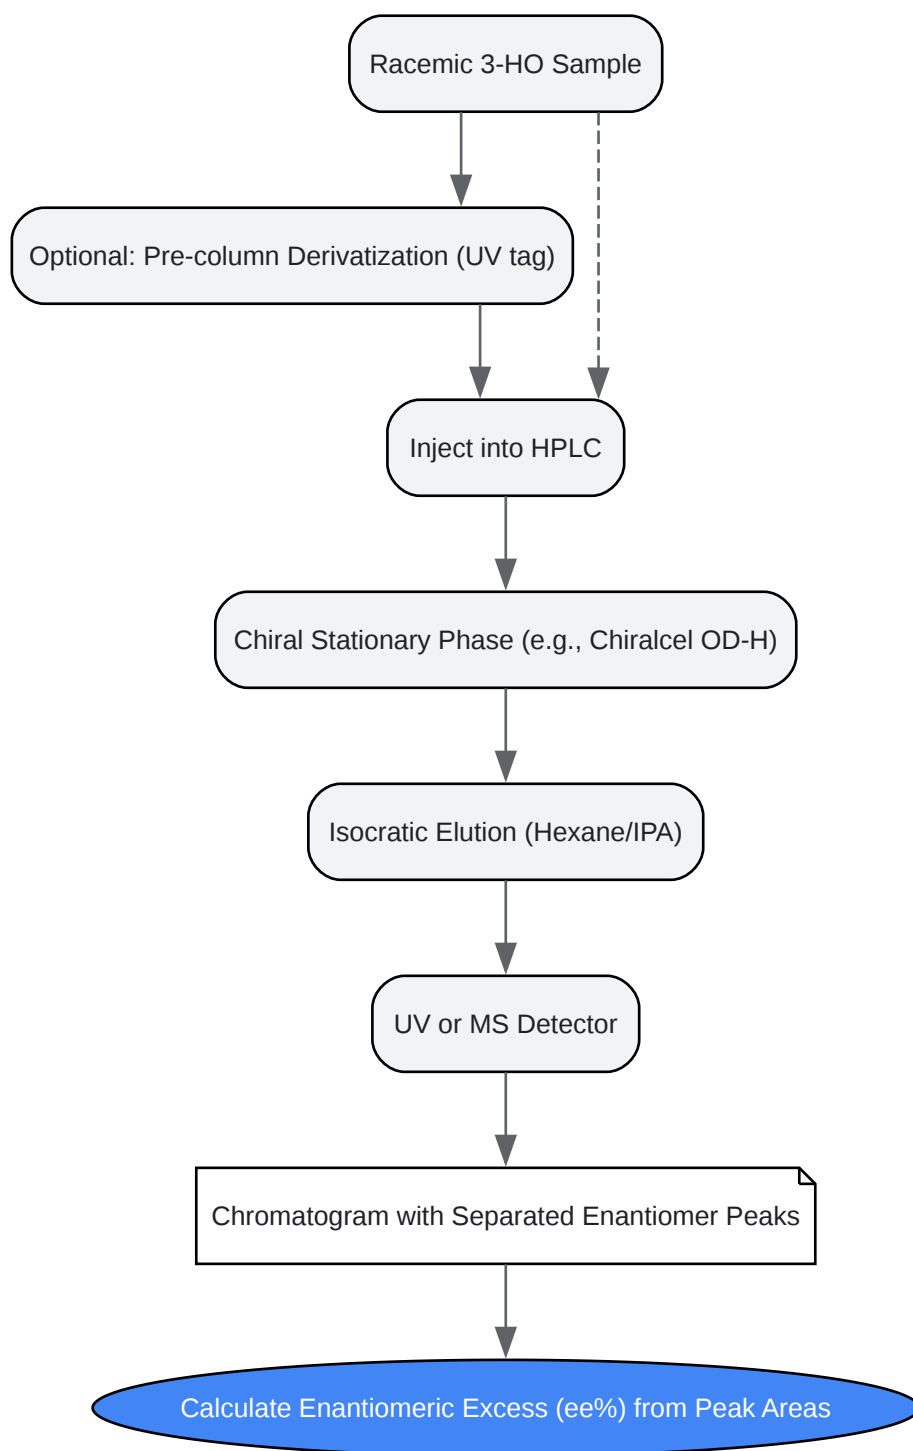 Racemic 3-HO Sample
Optional: Pre-column Derivatization (UV tag)
Inject into HPLC
Chiral Stationary Phase (e.g., Chiralcel OD-H)
Isocratic Elution (Hexane/IPA)
UV or MS Detector
Chromatogram with Separated Enantiomer Peaks
Calculate Enantiomeric Excess (ee%) from Peak Areas